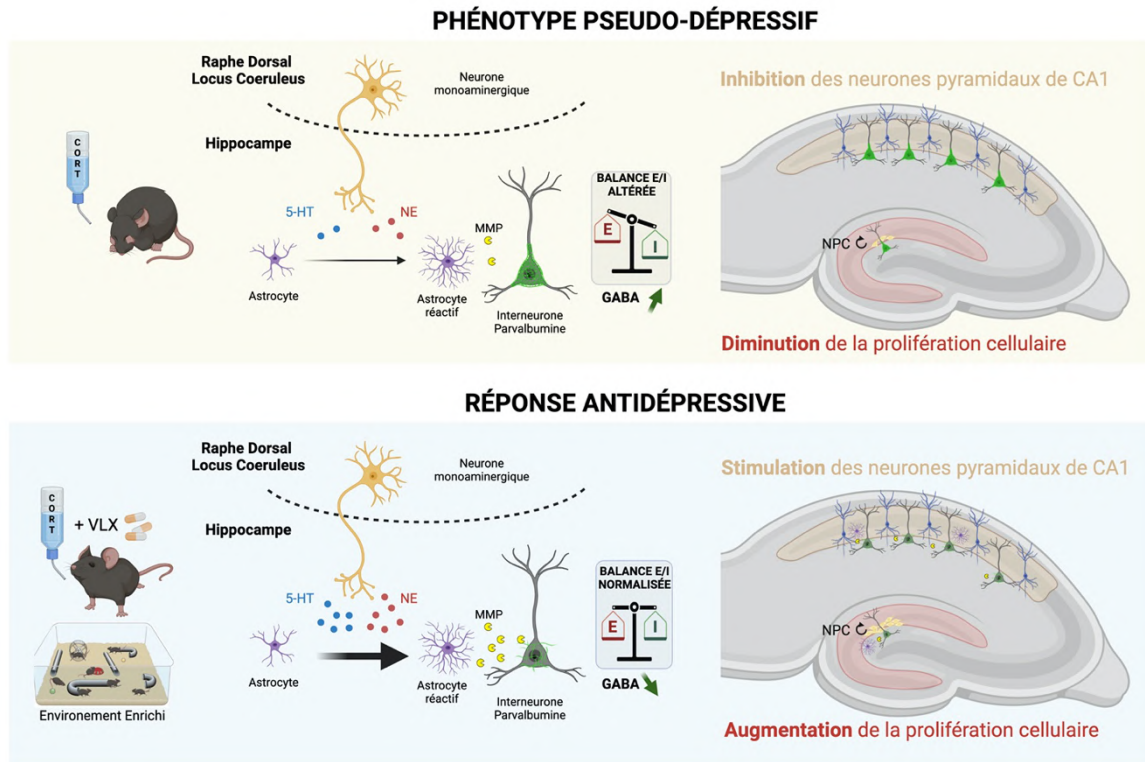 PHÉNOTYPE PSEUDO-DÉPRESSIF
Raphe Dorsal
Locus Coeruleus
Neurone
monoaminergique
Hippocampe
CORT
5-HT
NE
MMP
Astrocyte
Astrocyte
réactif
Interneurone
Parvalbumine
BALANCE E/I
ALTÉRÉE
E
I
GABA
Inhibition des neurones pyramidaux de CA1
NPC
Diminution de la prolifération cellulaire
RÉPONSE ANTIDÉPRESSIVE
Raphe Dorsal
Locus Coeruleus
Neurone
monoaminergique
Hippocampe
CORT
+ VLX
Environement Enrichi
5-HT
NE
MMP
Astrocyte
Astrocyte
réactif
Interneurone
Parvalbumine
BALANCE E/I
NORMALISÉE
E
I
GABA
Stimulation des neurones pyramidaux de CA1
NPC
Augmentation de la prolifération cellulaire